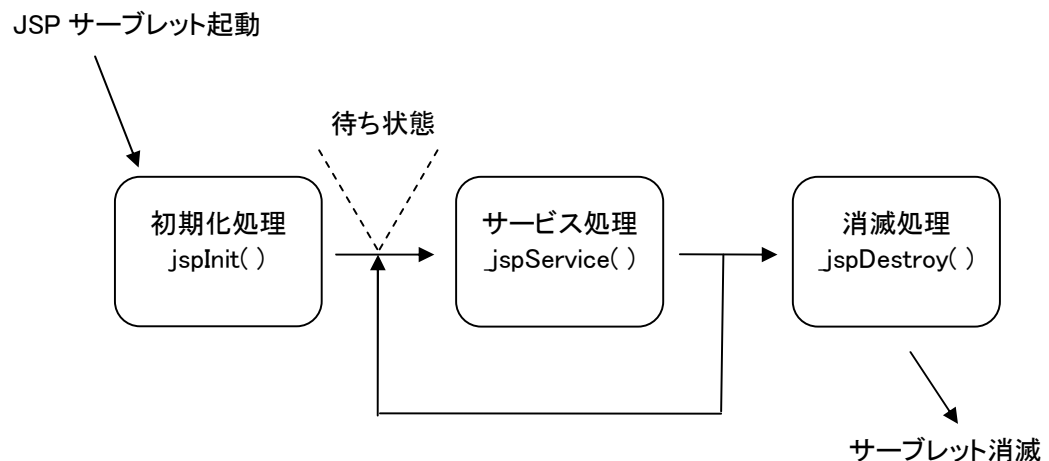 JSP サーブレット起動
待ち状態
初期化処理
jspInit( )
サービス処理
_jspService( )
消滅処理
_jspDestroy( )
サーブレット消滅